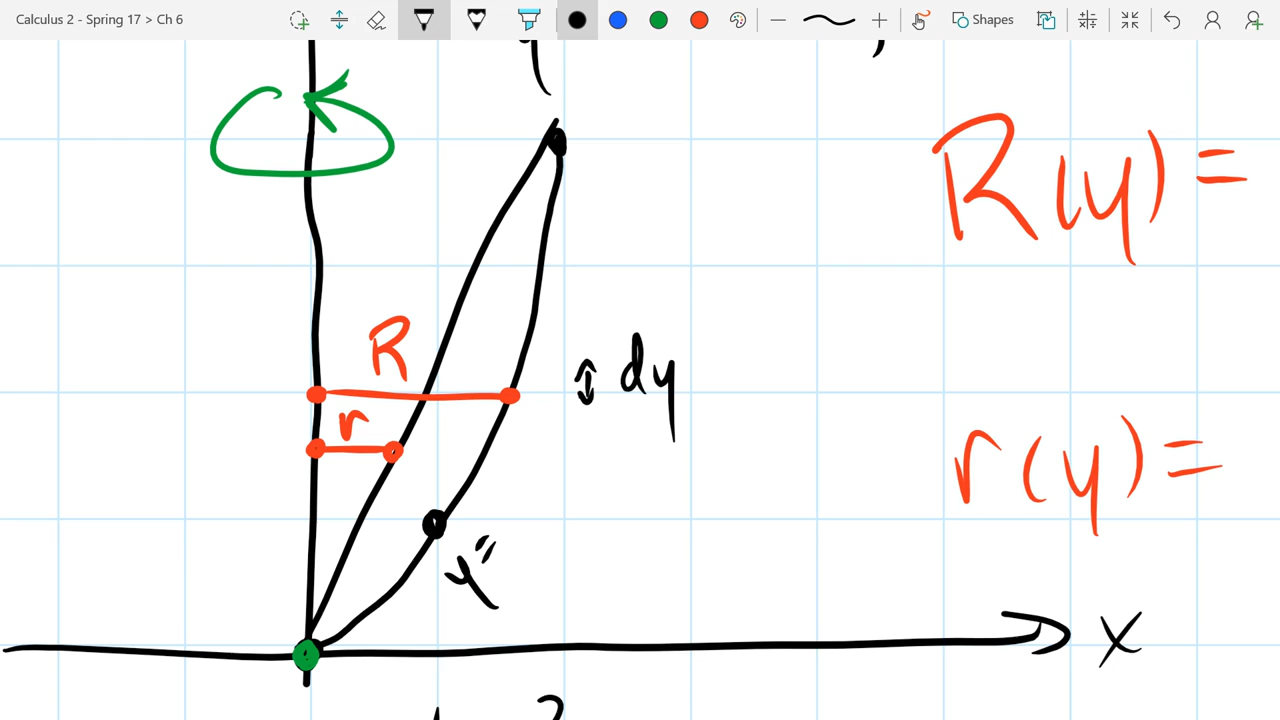 Calculus 2 - Spring 17 > Ch 6
Shapes
R(y) =
R
dy
r
r(y) =
x